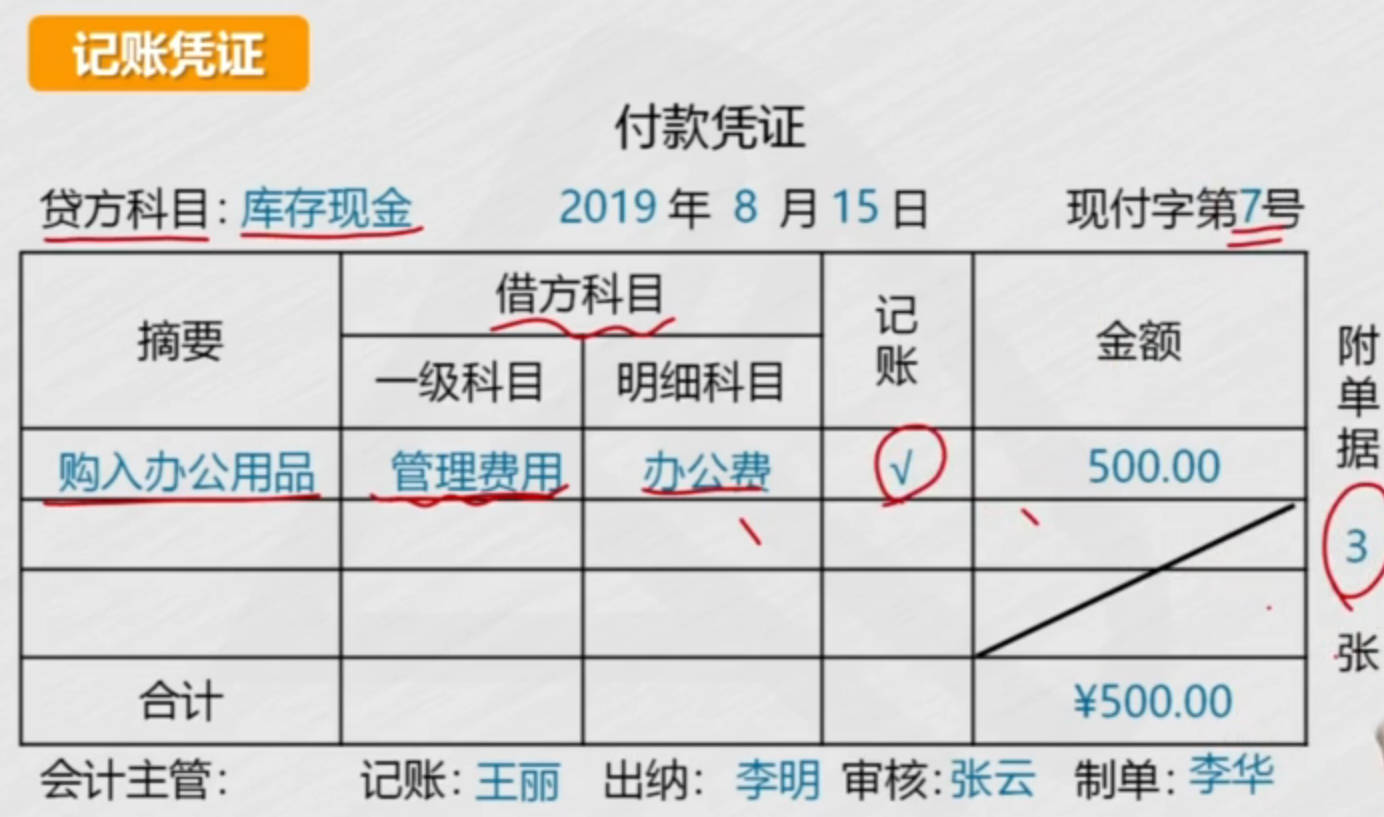 记账凭证
付款凭证
贷方科目：库存现金 2019 年 8 月 15 日 现付字第7号
摘要 借方科目 记账 金额
一级科目 明细科目
购入办公用品 管理费用 办公费 √ 500.00
合计 ¥500.00
附单据 3 张
会计主管： 记账：王丽 出纳：李明 审核：张云 制单：李华